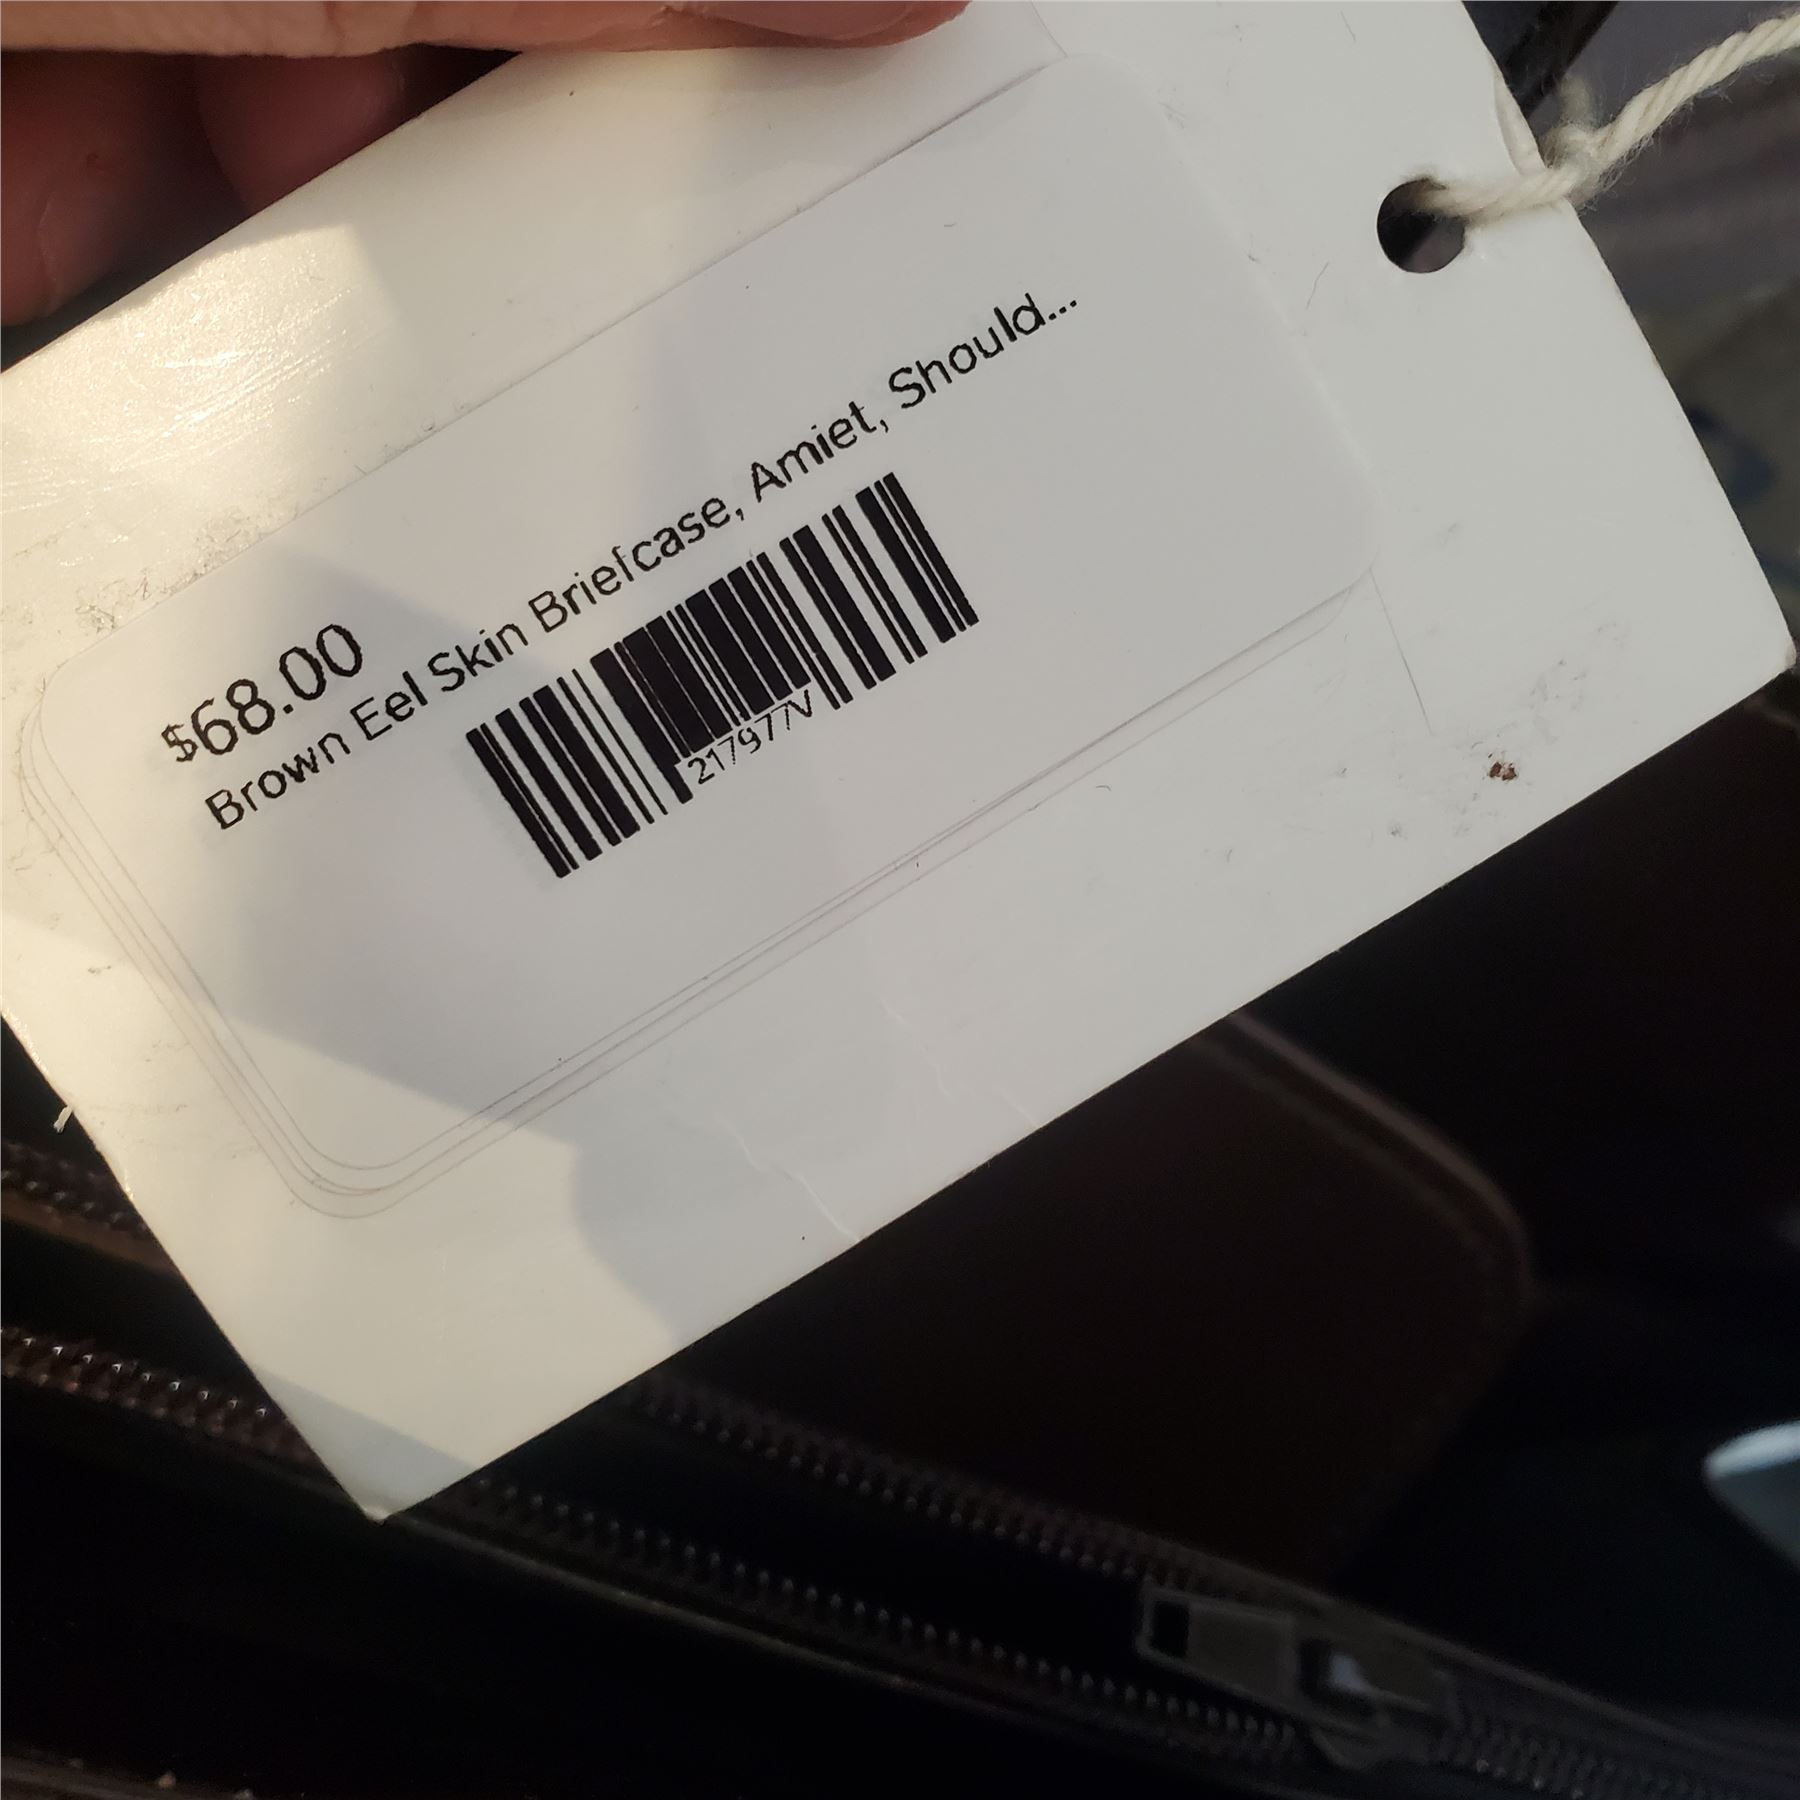 $68.00
Brown Eel Skin Briefcase, Amiet, Should...
217977V